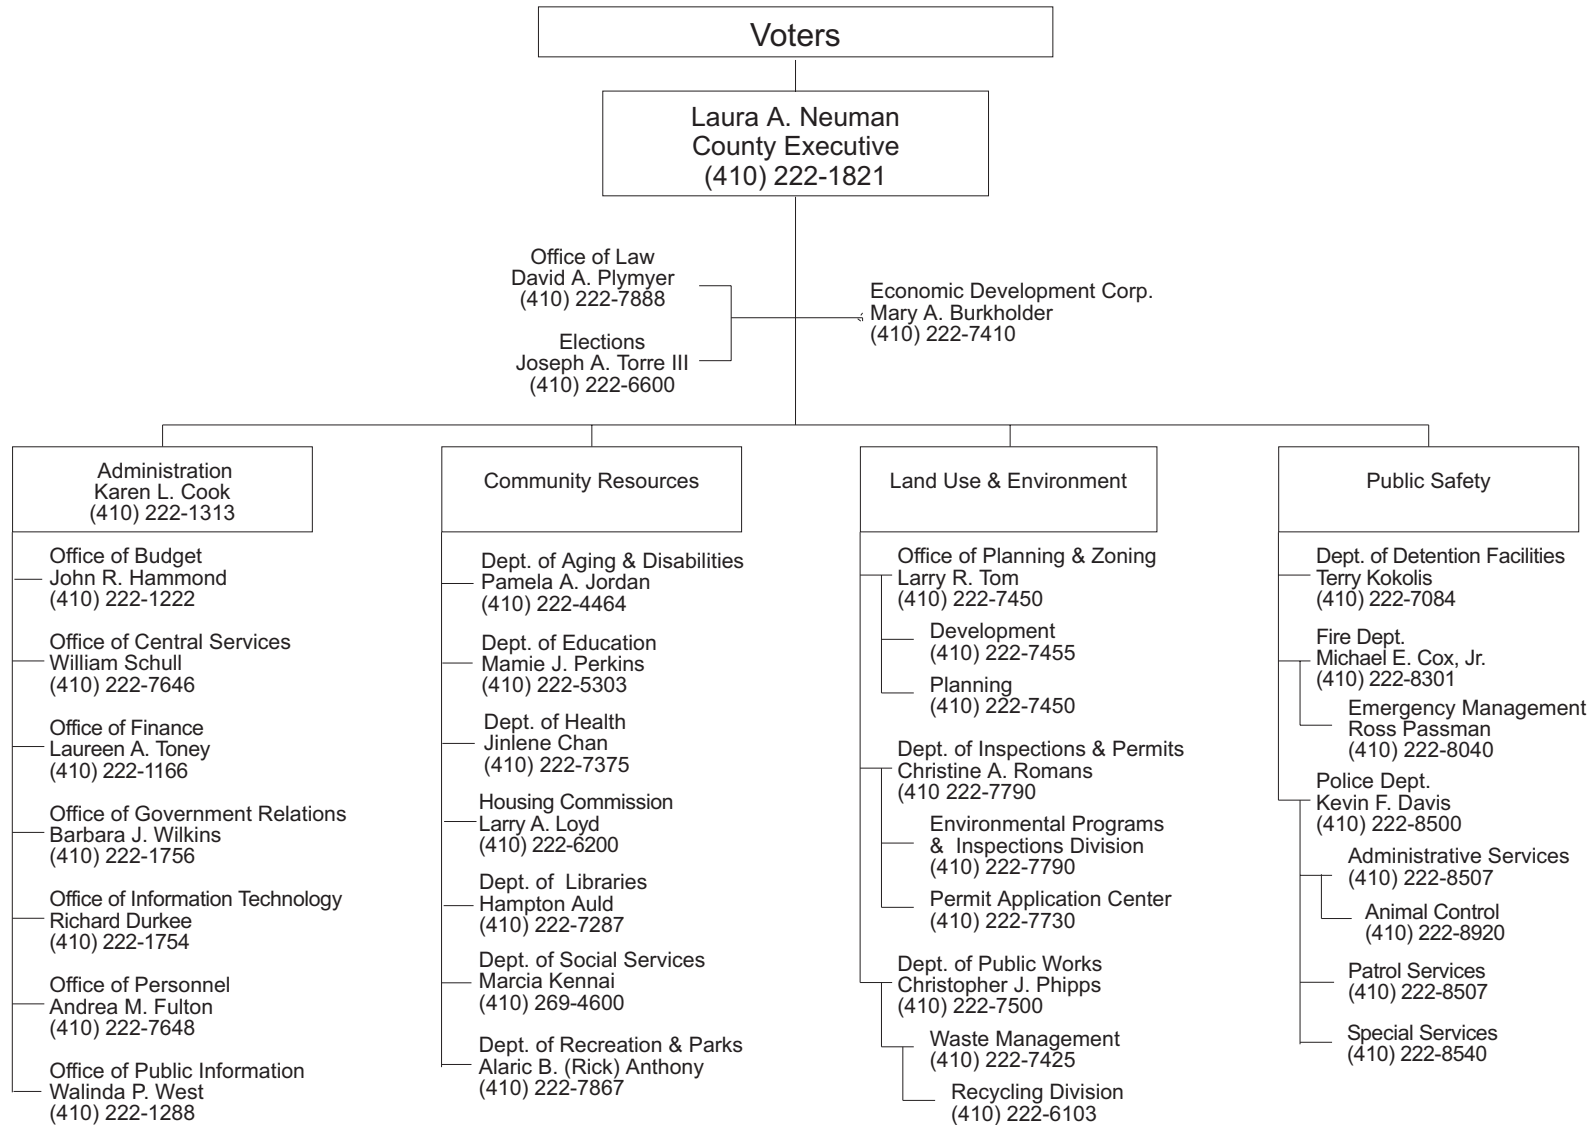 Voters
Laura A. Neuman
County Executive
(410) 222-1821
Office of Law
David A. Plymyer
(410) 222-7888
Elections
Joseph A. Torre III
(410) 222-6600
Economic Development Corp.
Mary A. Burkholder
(410) 222-7410
Administration
Karen L. Cook
(410) 222-1313
Office of Budget
John R. Hammond
(410) 222-1222
Office of Central Services
William Schull
(410) 222-7646
Office of Finance
Laureen A. Toney
(410) 222-1166
Office of Government Relations
Barbara J. Wilkins
(410) 222-1756
Office of Information Technology
Richard Durkee
(410) 222-1754
Office of Personnel
Andrea M. Fulton
(410) 222-7648
Office of Public Information
Walinda P. West
(410) 222-1288
Community Resources
Dept. of Aging & Disabilities
Pamela A. Jordan
(410) 222-4464
Dept. of Education
Mamie J. Perkins
(410) 222-5303
Dept. of Health
Jinlene Chan
(410) 222-7375
Housing Commission
Larry A. Loyd
(410) 222-6200
Dept. of Libraries
Hampton Auld
(410) 222-7287
Dept. of Social Services
Marcia Kennai
(410) 269-4600
Dept. of Recreation & Parks
Alaric B. (Rick) Anthony
(410) 222-7867
Land Use & Environment
Office of Planning & Zoning
Larry R. Tom
(410) 222-7450
Development
(410) 222-7455
Planning
(410) 222-7450
Dept. of Inspections & Permits
Christine A. Romans
(410 222-7790
Environmental Programs
& Inspections Division
(410) 222-7790
Permit Application Center
(410) 222-7730
Dept. of Public Works
Christopher J. Phipps
(410) 222-7500
Waste Management
(410) 222-7425
Recycling Division
(410) 222-6103
Public Safety
Dept. of Detention Facilities
Terry Kokolis
(410) 222-7084
Fire Dept.
Michael E. Cox, Jr.
(410) 222-8301
Emergency Management
Ross Passman
(410) 222-8040
Police Dept.
Kevin F. Davis
(410) 222-8500
Administrative Services
(410) 222-8507
Animal Control
(410) 222-8920
Patrol Services
(410) 222-8507
Special Services
(410) 222-8540